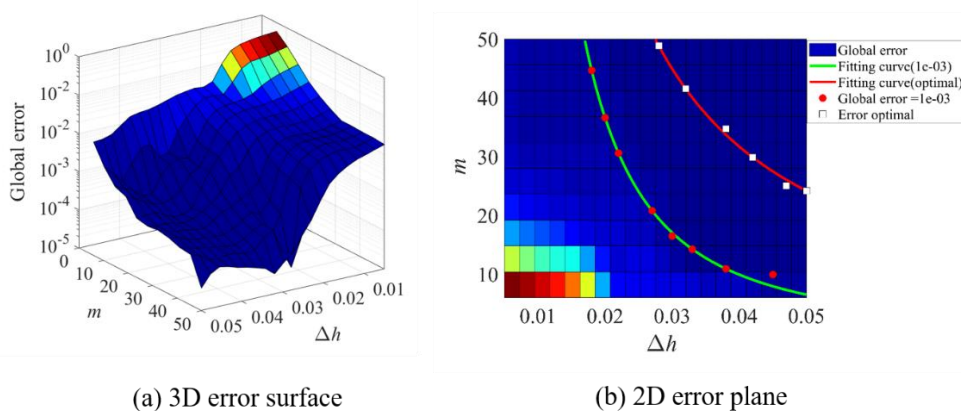 10^0
10^-2
10^-2
10^-3
10^-4
10^-5
Global error
0
10
20
30
40
50
m
0.05
0.04
0.03
0.02
0.01
Δh
(a) 3D error surface
50
40
30
20
10
m
0.01
0.02
0.03
0.04
0.05
Δh
Global error
Fitting curve(1e-03)
Fitting curve(optimal)
Global error =1e-03
Error optimal
(b) 2D error plane